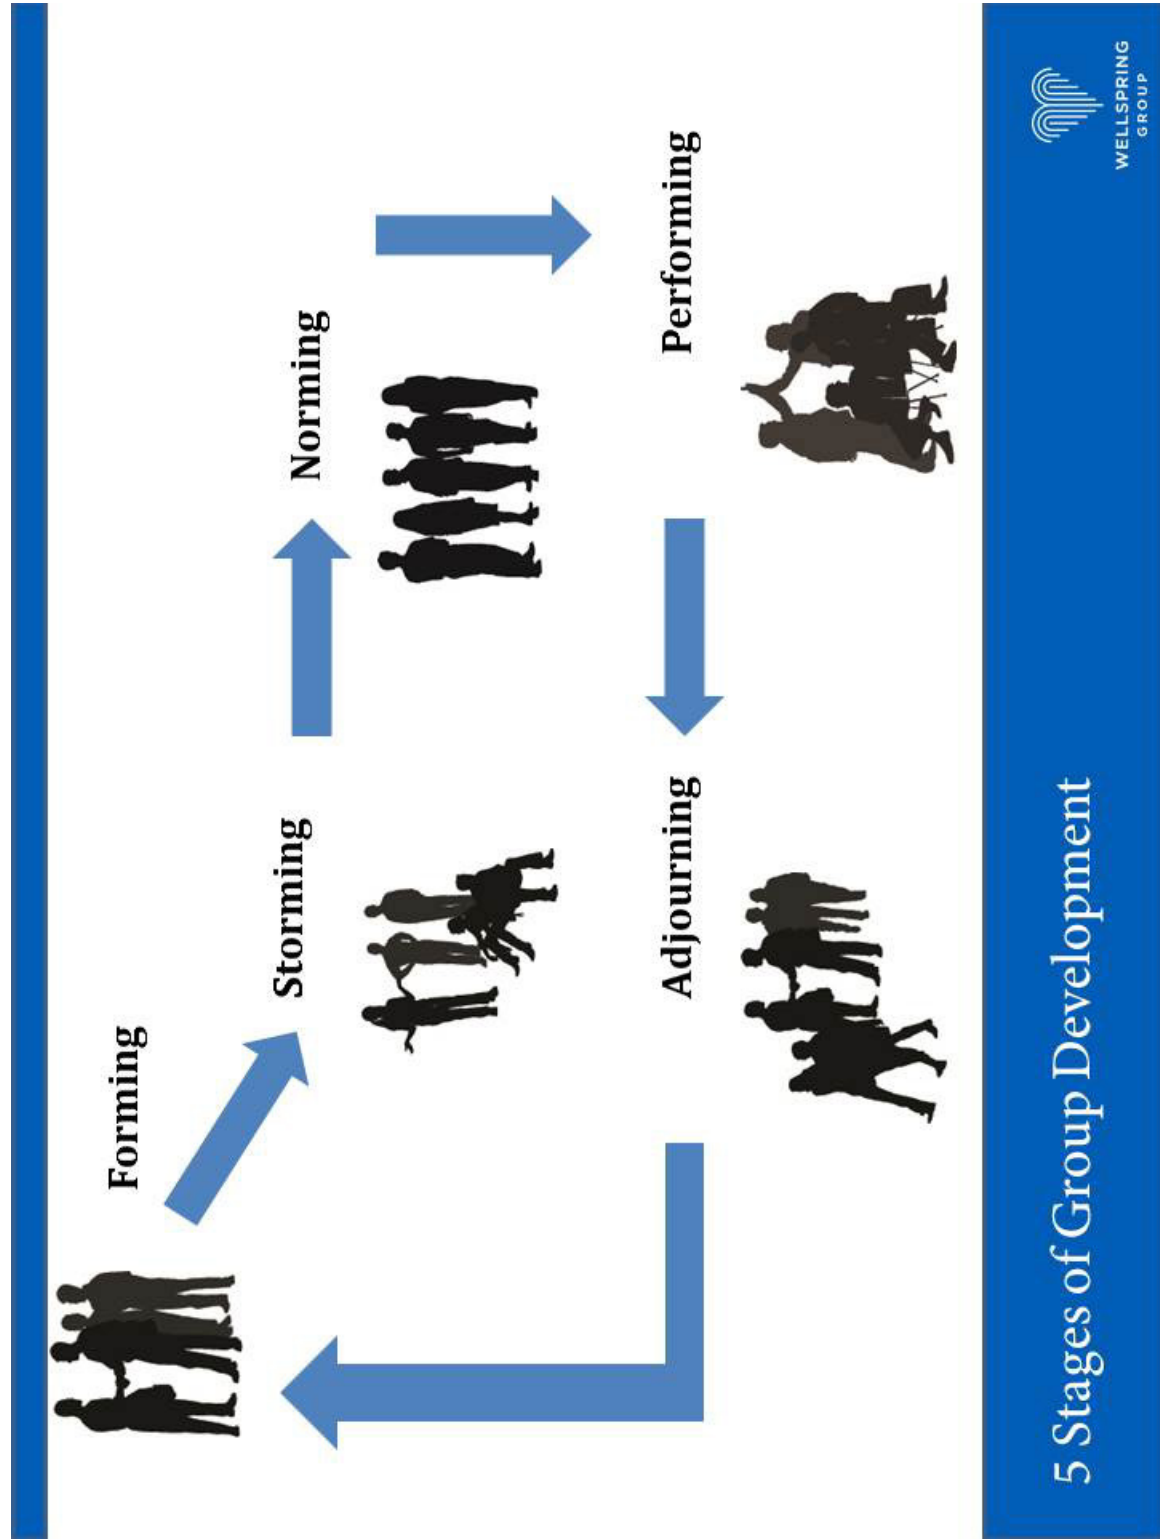 Forming
Storming
Norming
Performing
Adjourning
5 Stages of Group Development
WELLSPRING
GROUP